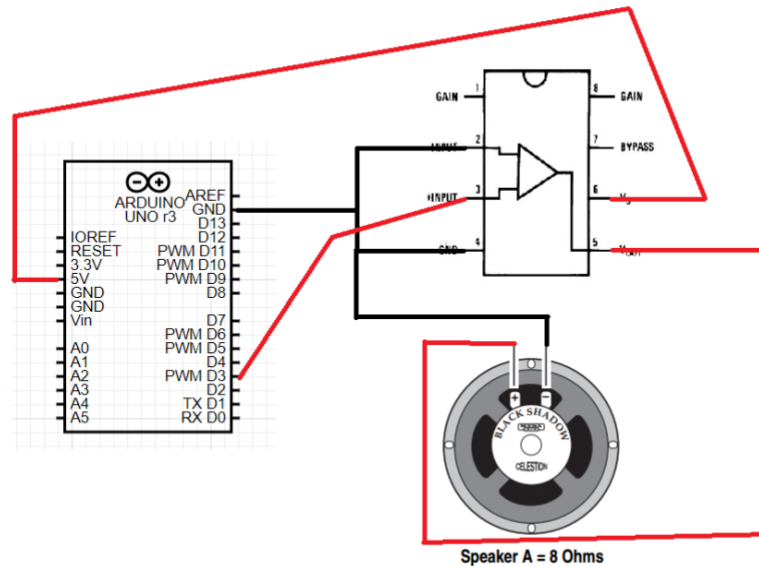 GAIN 1 8 GAIN
-INPUT 2 7 BYPASS
+INPUT 3 6 VS
GND 4 5 VOUT
ARDUINO
UNO r3
AREF
GND
D13
IOREF D12
RESET PWM D11
3.3V PWM D10
5V PWM D9
GND D8
GND
Vin D7
PWM D6
A0 PWM D5
A1 D4
A2 PWM D3
A3 D2
A4 TX D1
A5 RX D0
+ −
BLACK SHADOW
CELESTION
Speaker A = 8 Ohms